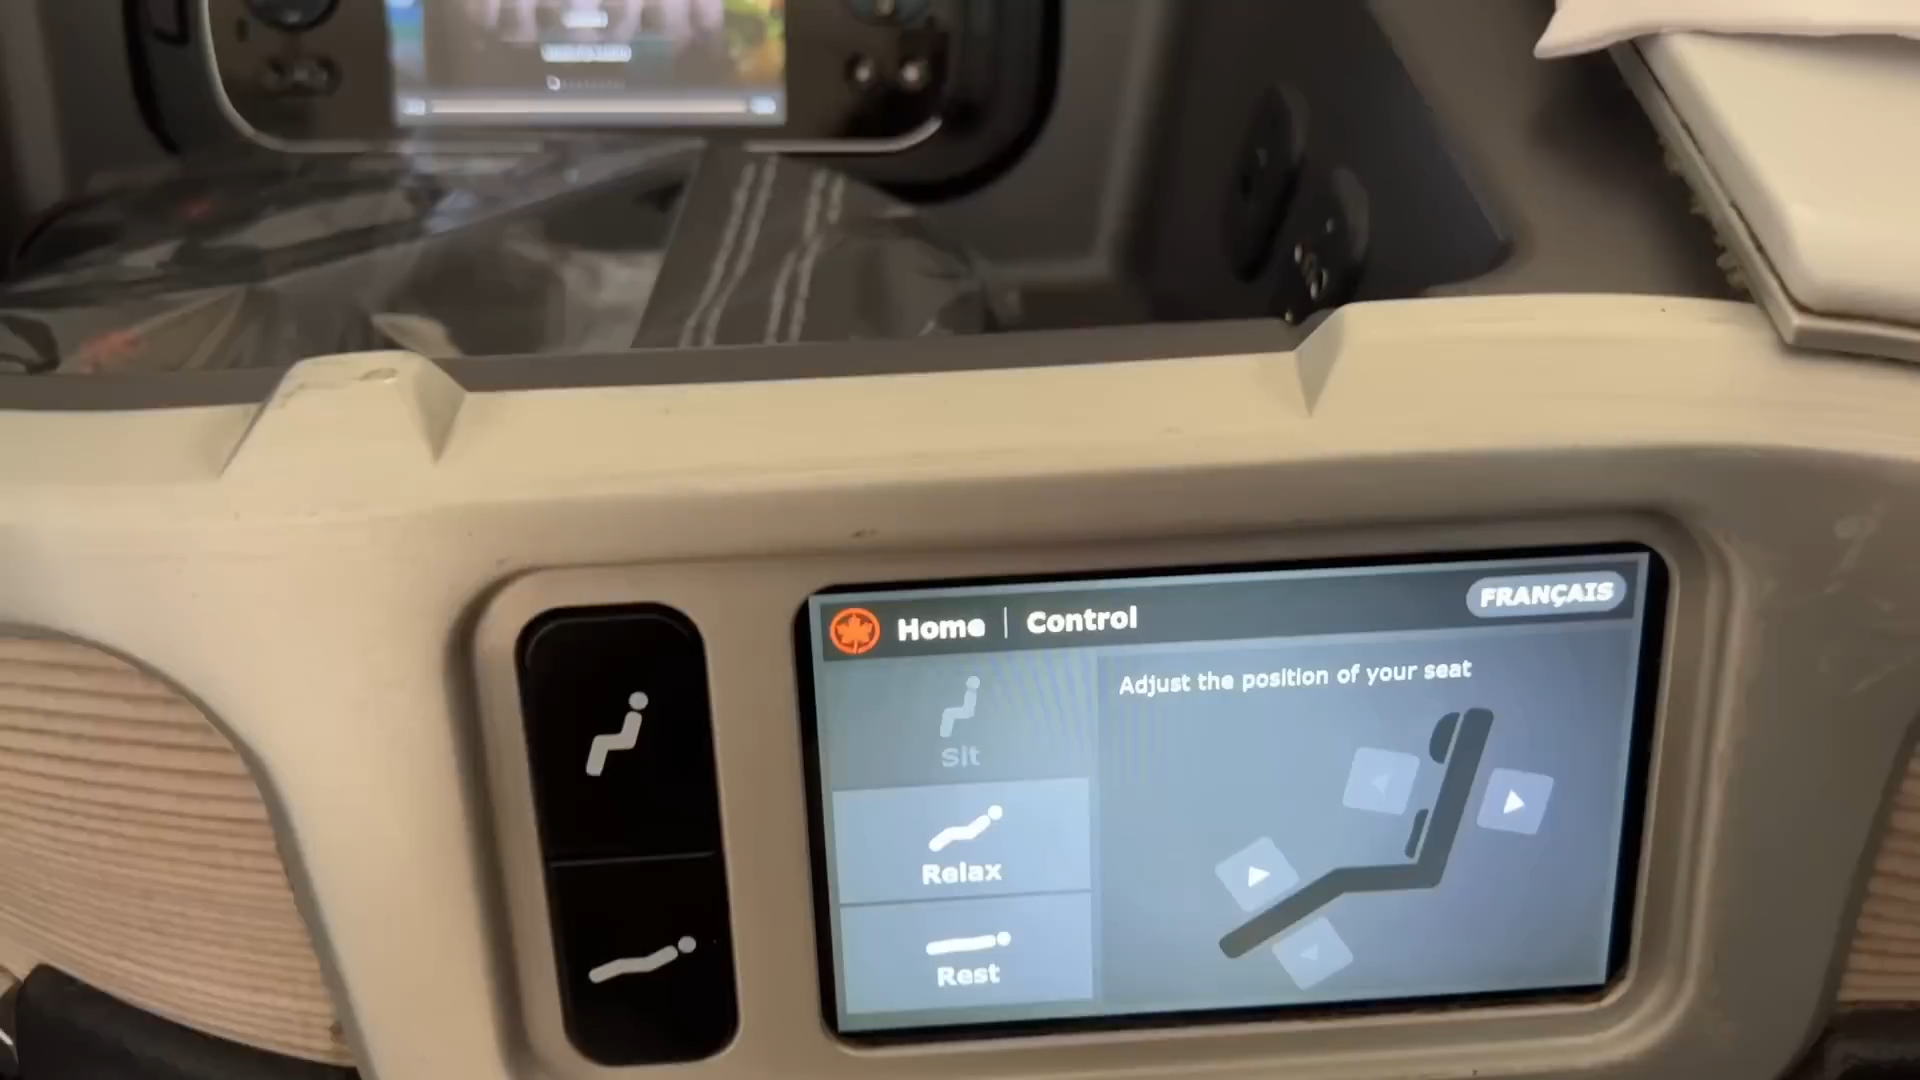 Home | Control
FRANÇAIS
Adjust the position of your seat
Sit
Relax
Rest